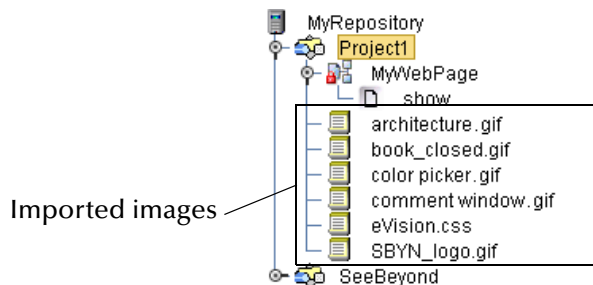 MyRepository
Project1
MyWebPage
show
architecture.gif
book_closed.gif
color picker.gif
comment window.gif
eVision.css
SBYN_logo.gif
SeeBeyond
Imported images